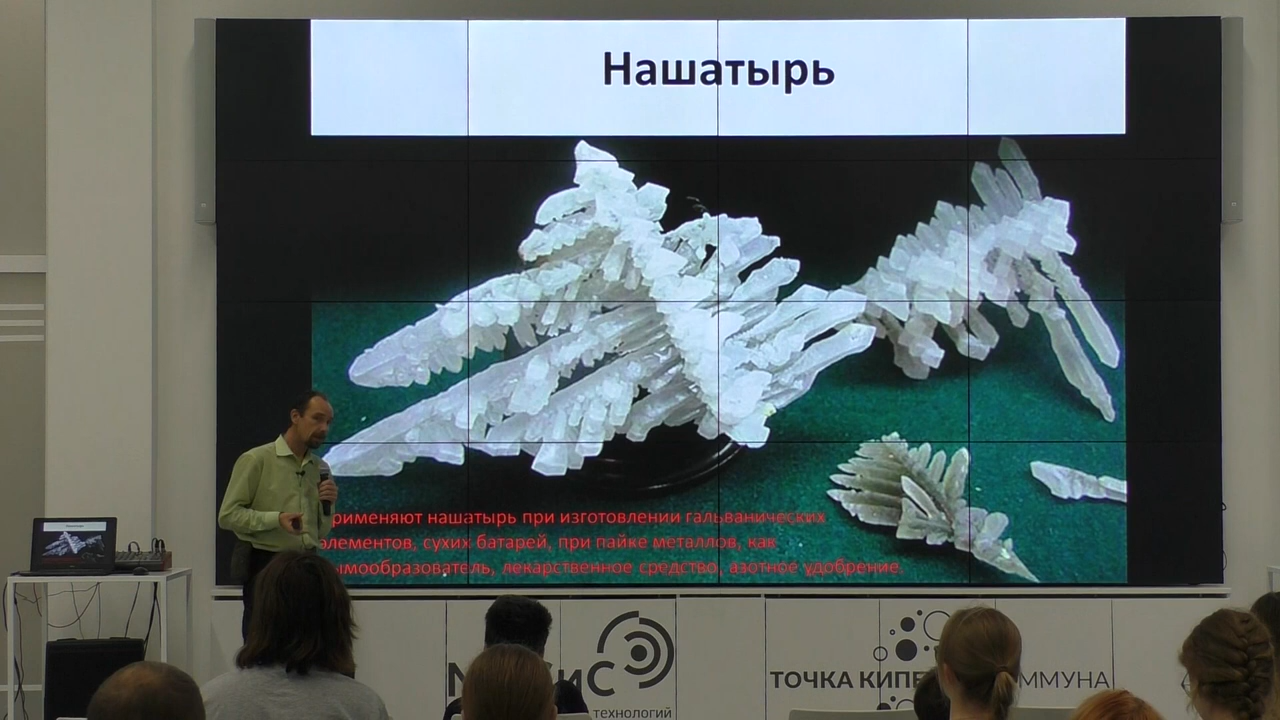 Нашатырь
рименяют нашатырь при изготовлении гальванических
элементов, сухих батарей, при пайке металлов, как
ымообразователь, лекарственное средство, азотное удобрение.
ТОЧКА КИПЕ ММУНА
технологий